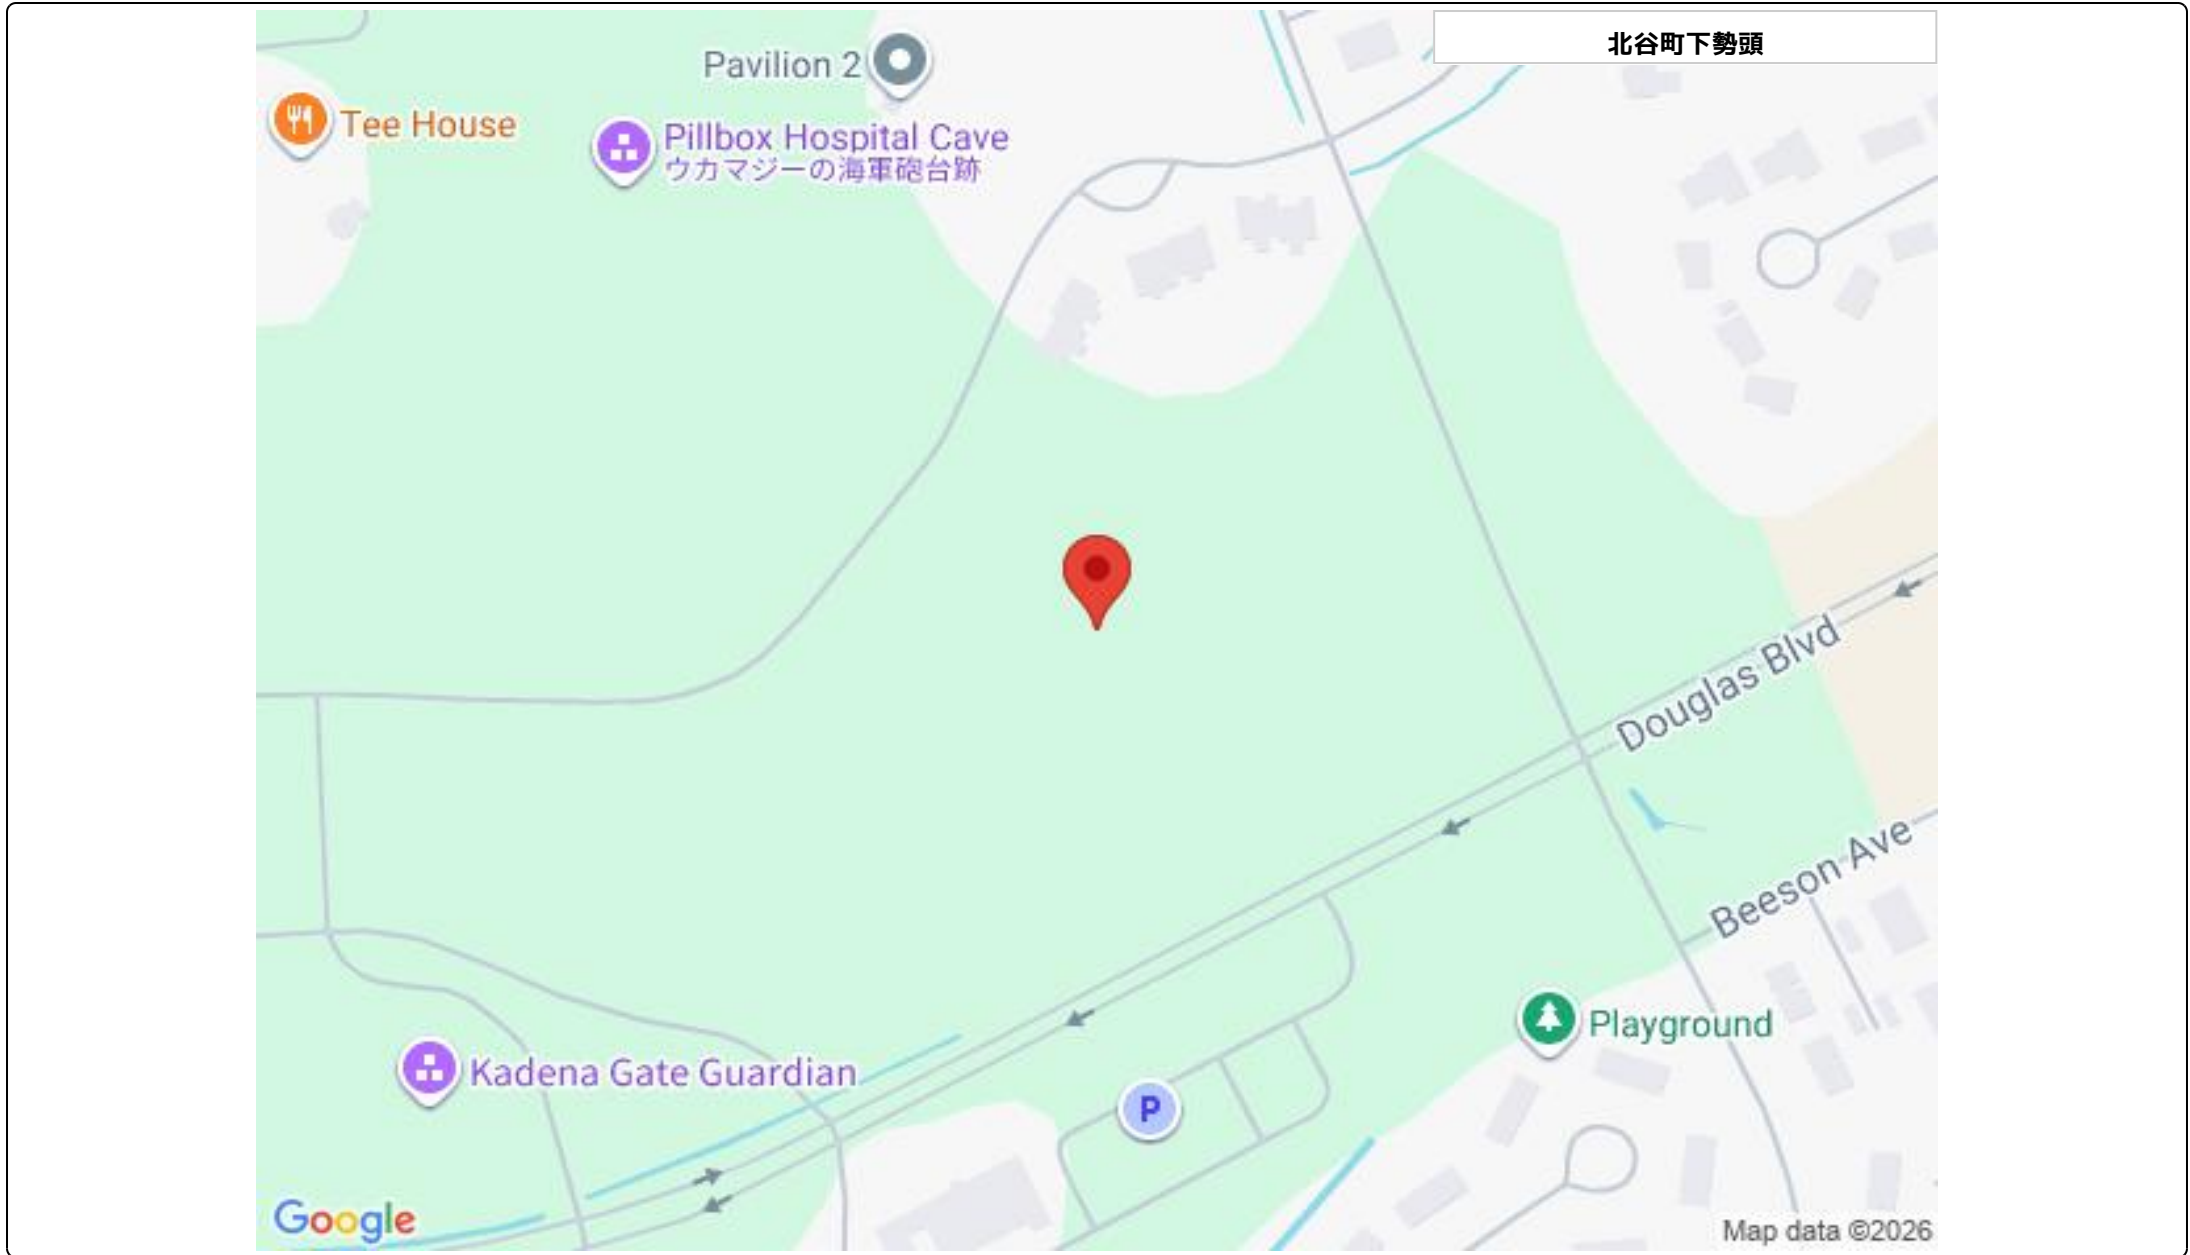 北谷町下勢頭
Pavilion 2
Tee House
Pillbox Hospital Cave
ウカマジーの海軍砲台跡
Douglas Blvd
Beeson Ave
Playground
Kadena Gate Guardian
P
Google
Map data ©2026